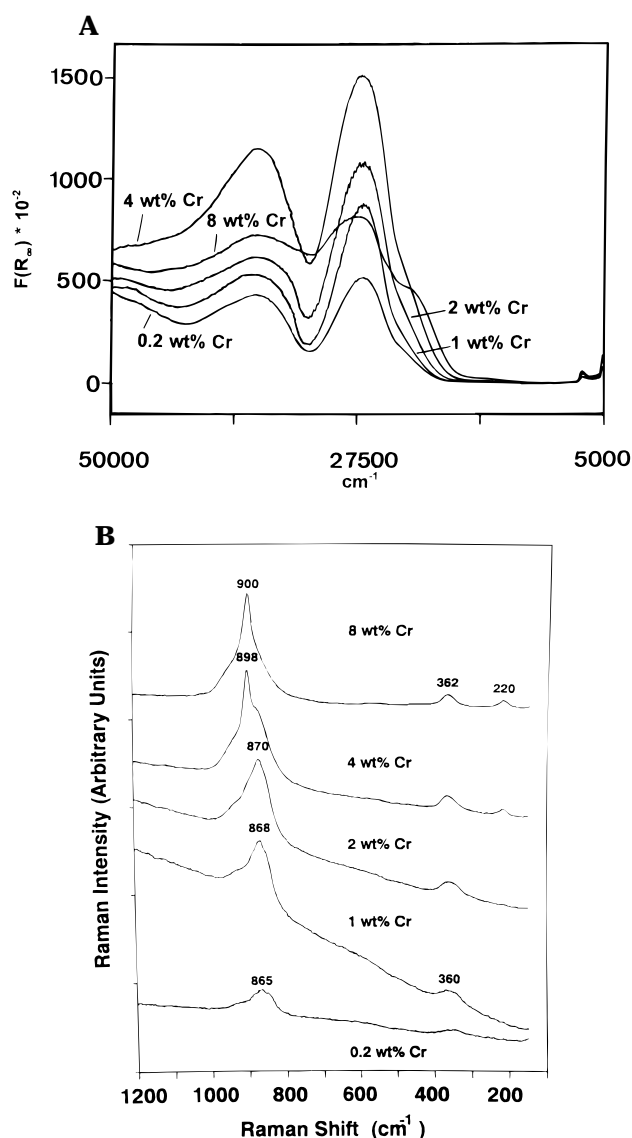 A
1500
1000
500
0
F(R∞) * 10-2
4 wt% Cr
8 wt% Cr
0.2 wt% Cr
2 wt% Cr
1 wt% Cr
50000
27500
5000
cm-1
B
900
8 wt% Cr
898
362
220
870
4 wt% Cr
868
2 wt% Cr
1 wt% Cr
865
360
0.2 wt% Cr
Raman Intensity (Arbitrary Units)
1200
1000
800
600
400
200
Raman Shift (cm-1 )